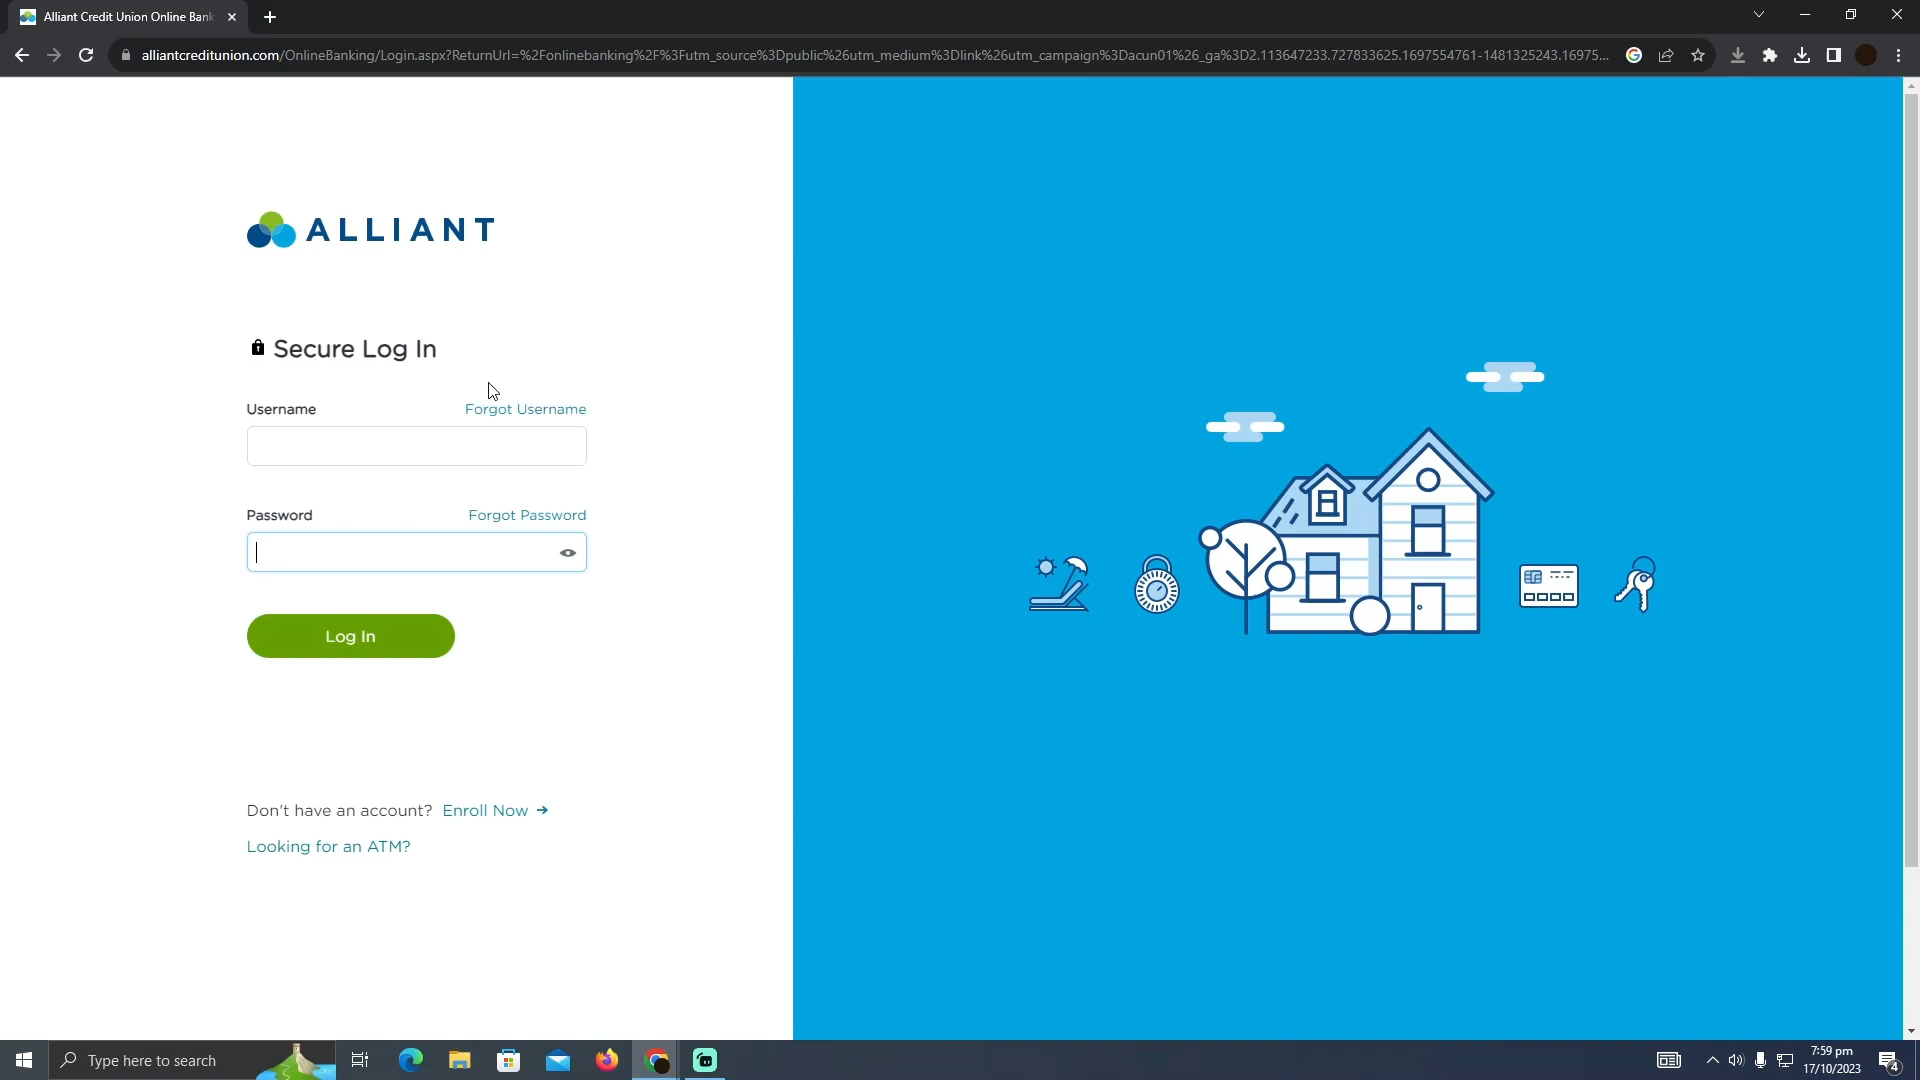 Alliant Credit Union Online Bank
alliantcreditunion.com/OnlineBanking/Login.aspx?ReturnUrl=%2Fonlinebanking%2F%3Futm_source%3Dpublic%26utm_medium%3Dlink%26utm_campaign%3Dacun01%26_ga%3D2.113647233.727833625.1697554761-1481325243.16975...
ALLIANT
Secure Log In
Username
Forgot Username
Password
Forgot Password
Log In
Don't have an account? Enroll Now →
Looking for an ATM?
Type here to search
7:59 pm
17/10/2023
4